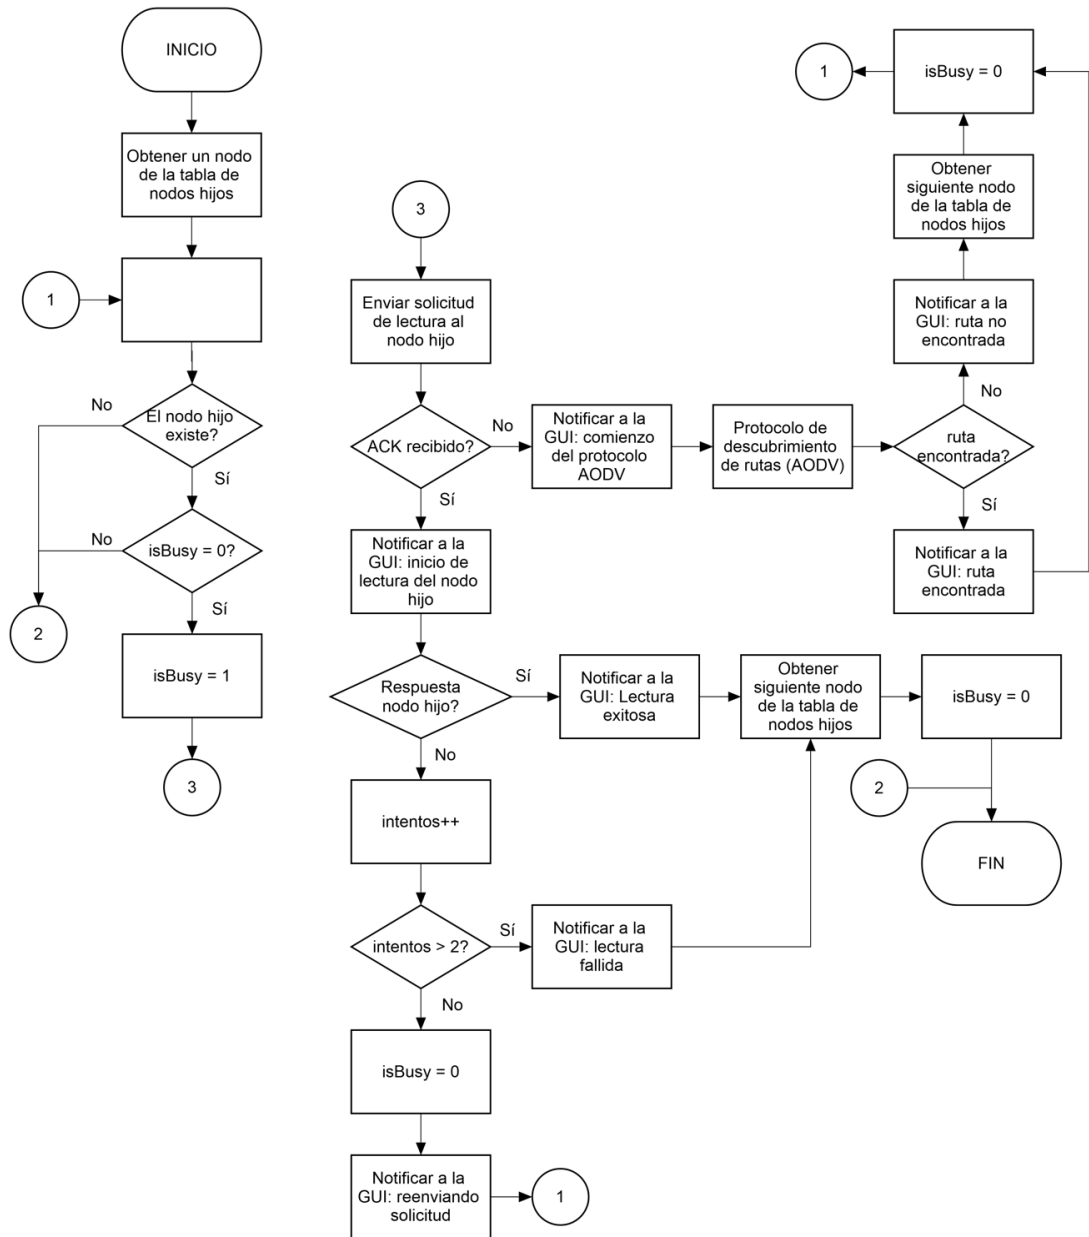 INICIO
Obtener un nodo
de la tabla de
nodos hijos
1
No
El nodo hijo
existe?
Sí
No
isBusy = 0?
Sí
2
isBusy = 1
3
3
Enviar solicitud
de lectura al
nodo hijo
ACK recibido?
No
Notificar a la
GUI: comienzo
del protocolo
AODV
Protocolo de
descubrimiento
de rutas (AODV)
ruta
encontrada?
No
Notificar a la
GUI: ruta no
encontrada
Obtener
siguiente nodo
de la tabla de
nodos hijos
isBusy = 0
1
Sí
Notificar a la
GUI: ruta
encontrada
Sí
Notificar a la
GUI: inicio de
lectura del nodo
hijo
Respuesta
nodo hijo?
Sí
Notificar a la
GUI: Lectura
exitosa
Obtener
siguiente nodo
de la tabla de
nodos hijos
isBusy = 0
2
FIN
No
intentos++
intentos > 2?
Sí
Notificar a la
GUI: lectura
fallida
No
isBusy = 0
Notificar a la
GUI: reenviando
solicitud
1